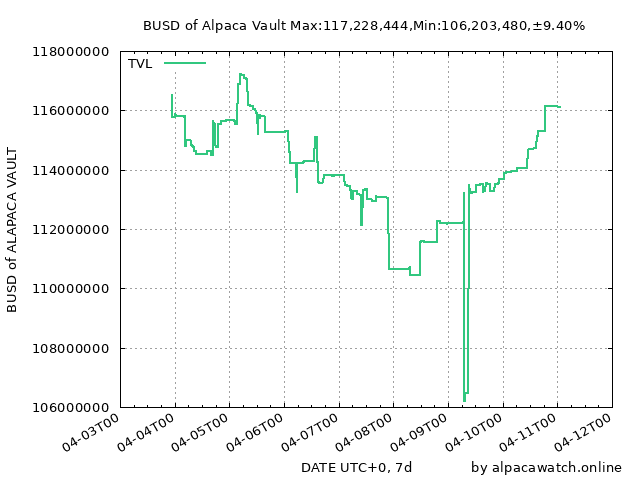 BUSD of Alpaca Vault Max:117,228,444,Min:106,203,480,±9.40%
TVL
118000000
116000000
114000000
112000000
110000000
108000000
106000000
BUSD of ALAPACA VAULT
04-03T00
04-04T00
04-05T00
04-06T00
04-07T00
04-08T00
04-09T00
04-10T00
04-11T00
04-12T00
DATE UTC+0, 7d
by alpacawatch.online